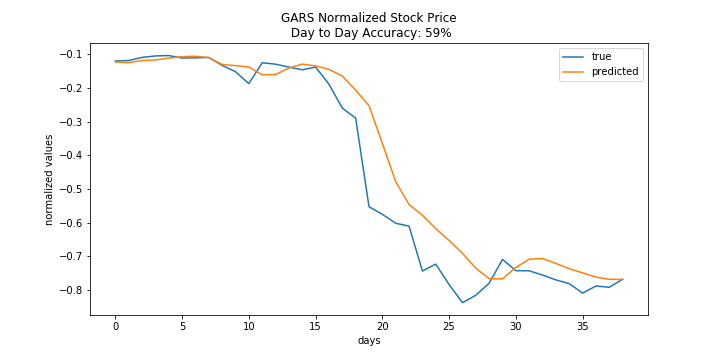 GARS Normalized Stock Price
Day to Day Accuracy: 59%
true
predicted
normalized values
−0.1
−0.2
−0.3
−0.4
−0.5
−0.6
−0.7
−0.8
0
5
10
15
20
25
30
35
days